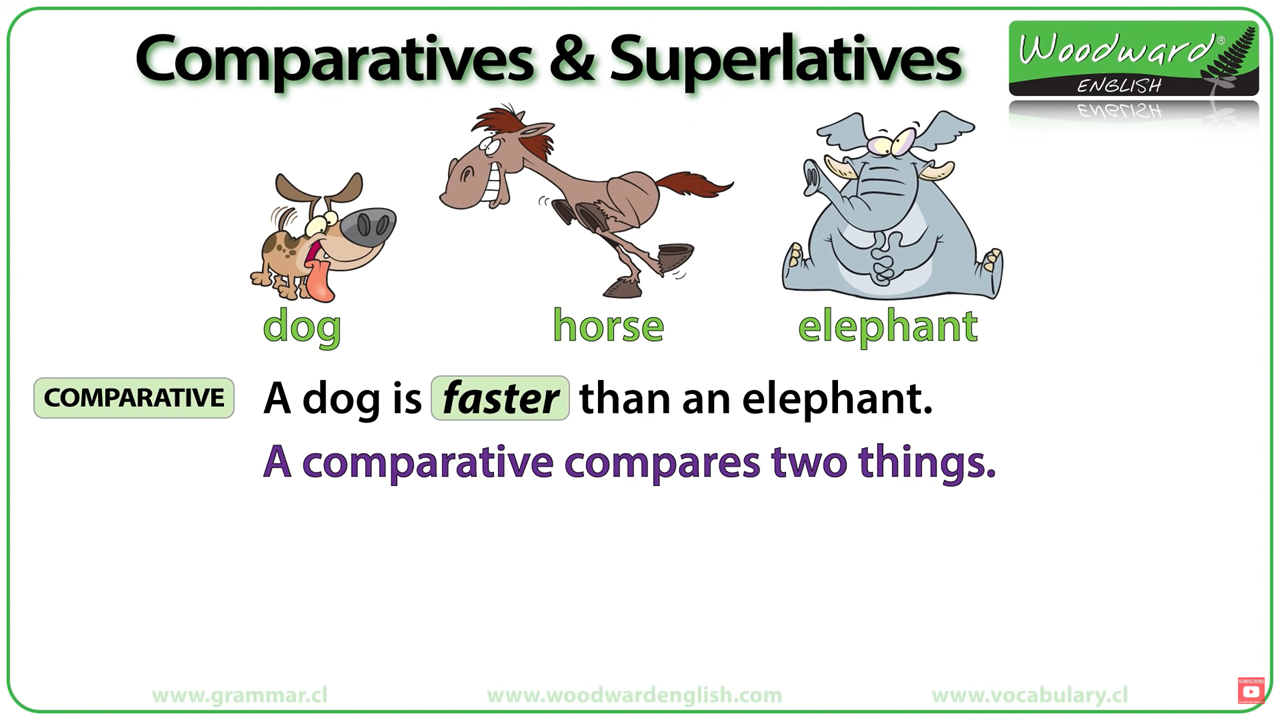 Comparatives & Superlatives
Woodward®
ENGLISH
dog
horse
elephant
COMPARATIVE
A dog is faster than an elephant.
A comparative compares two things.
www.grammar.cl
www.woodwardenglish.com
www.vocabulary.cl
SUBSCRIBE